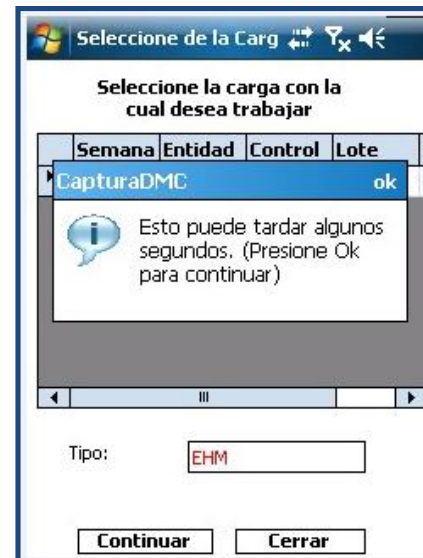 Seleccione de la Carg
Seleccione la carga con la
cual desea trabajar
Semana Entidad Control Lote
CapturaDMC ok
Esto puede tardar algunos
segundos. (Presione Ok
para continuar)
Tipo: EHM
Continuar Cerrar